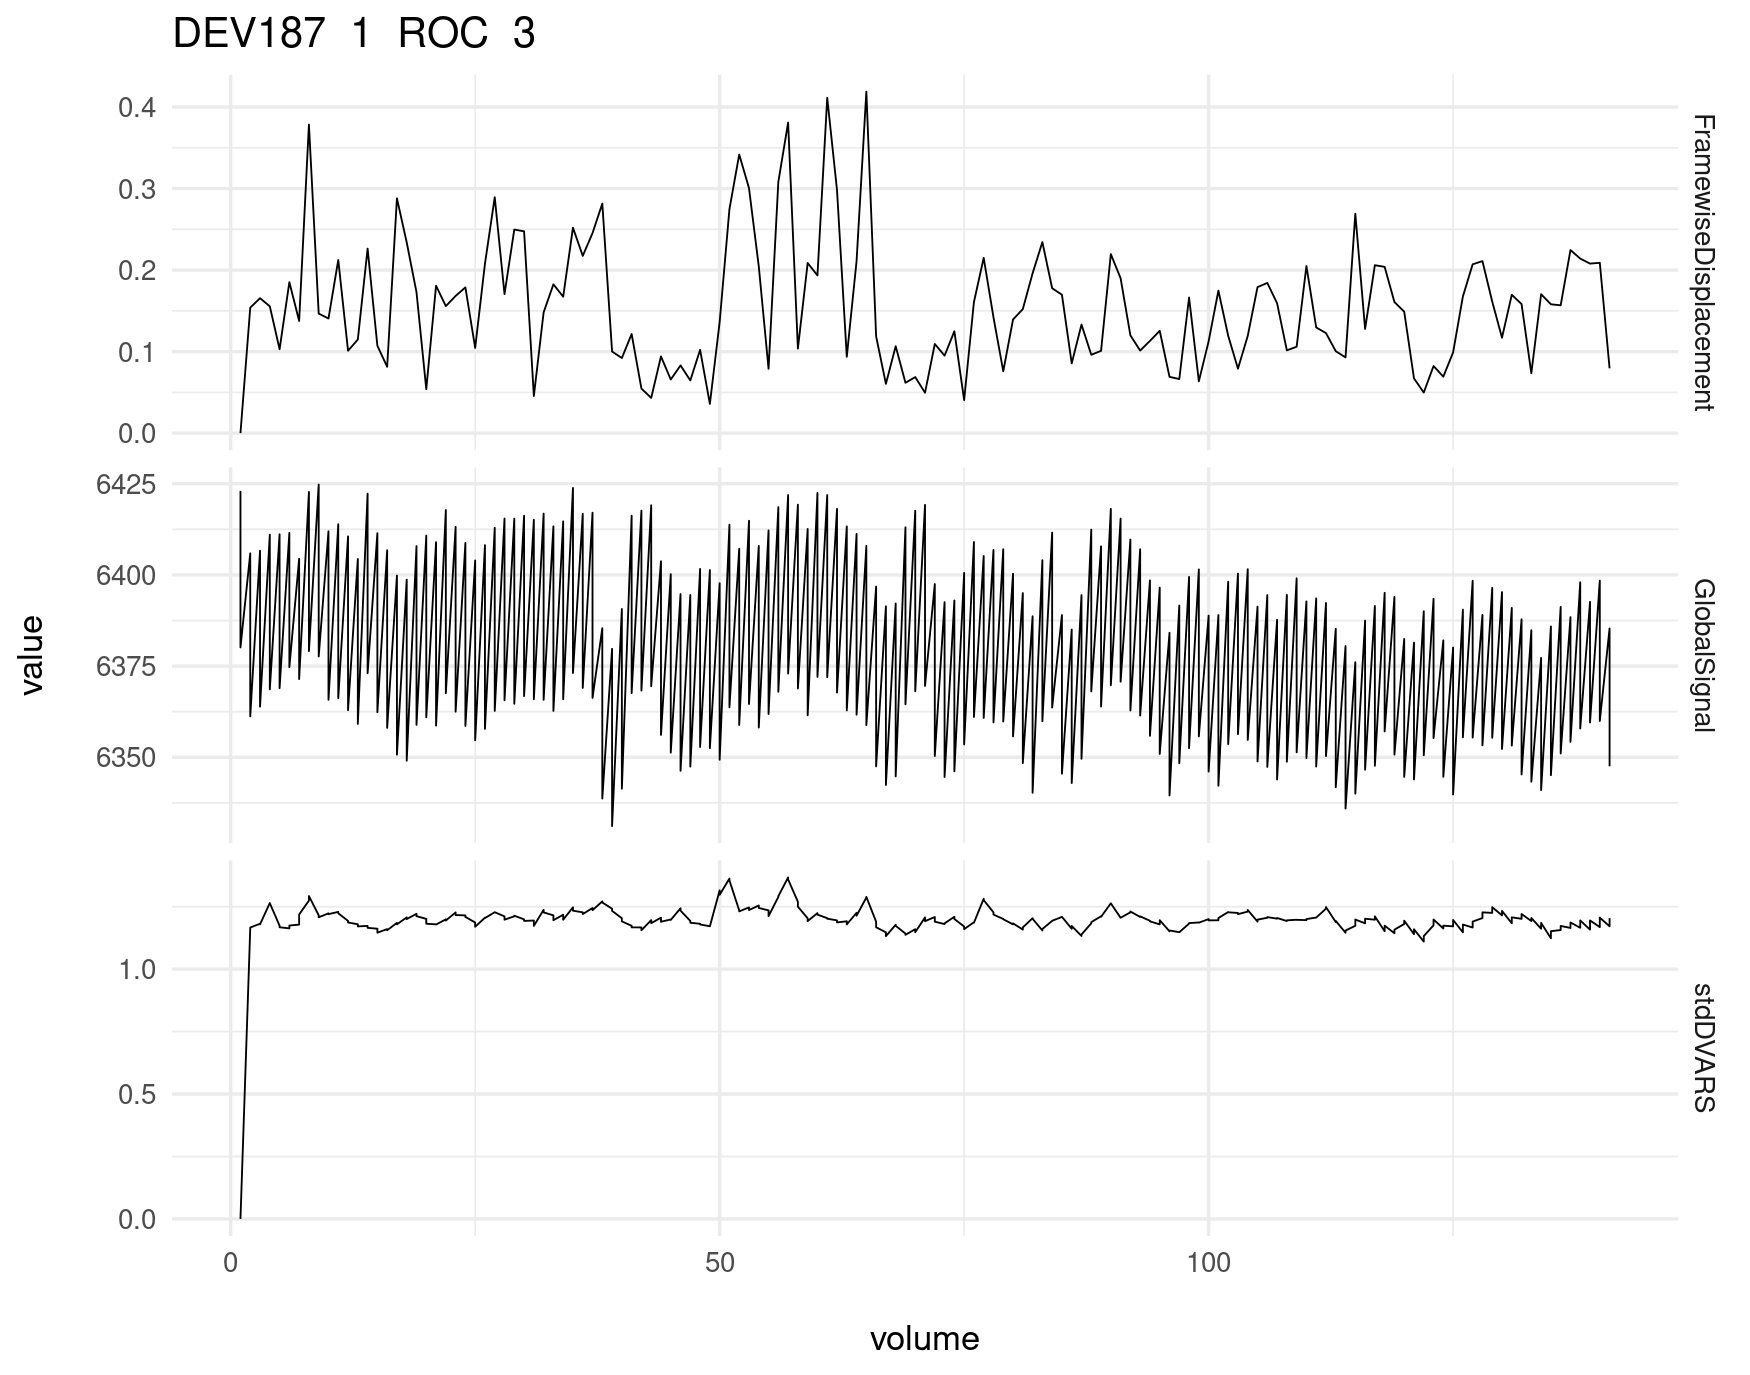 DEV187  1  ROC  3
0.4
0.3
0.2
0.1
0.0
FramewiseDisplacement
6425
6400
6375
6350
GlobalSignal
value
1.0
0.5
0.0
stdDVARS
0 50 100
volume